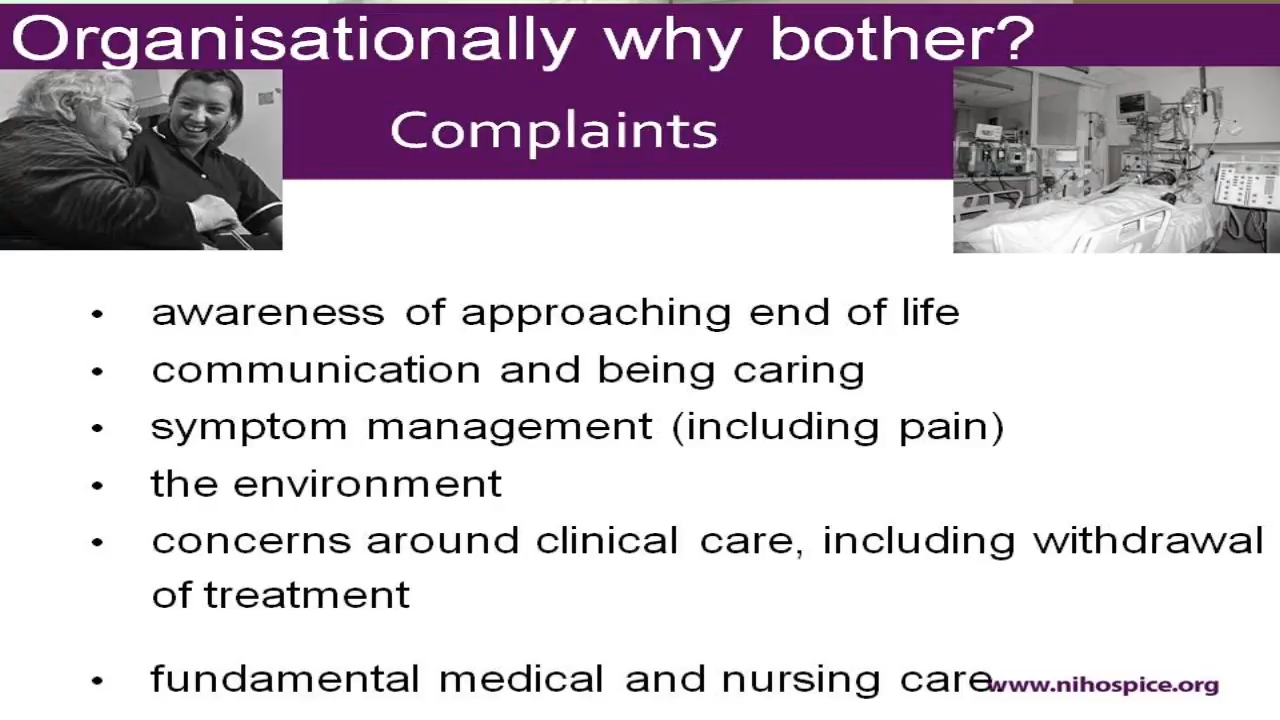 Organisationally why bother?
Complaints
• awareness of approaching end of life
• communication and being caring
• symptom management (including pain)
• the environment
• concerns around clinical care, including withdrawal
of treatment
• fundamental medical and nursing care
www.nihospice.org